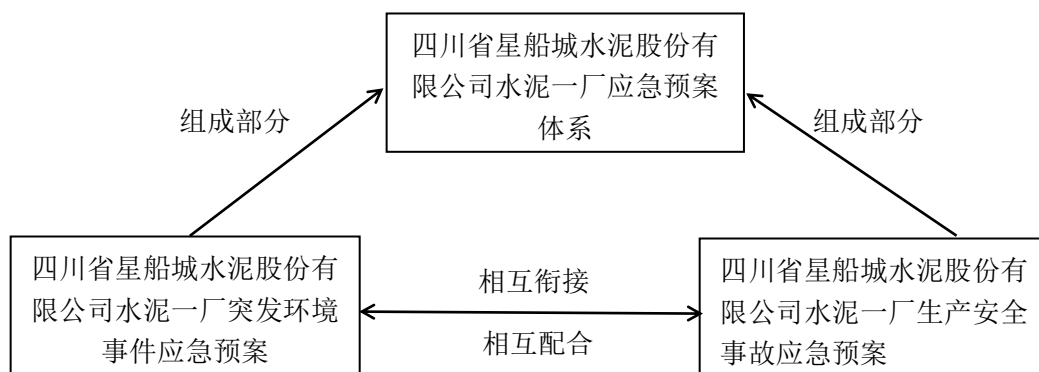 四川省星船城水泥股份有
限公司水泥一厂应急预案
体系
组成部分
组成部分
四川省星船城水泥股份有
限公司水泥一厂突发环境
事件应急预案
相互衔接
相互配合
四川省星船城水泥股份有
限公司水泥一厂生产安全
事故应急预案